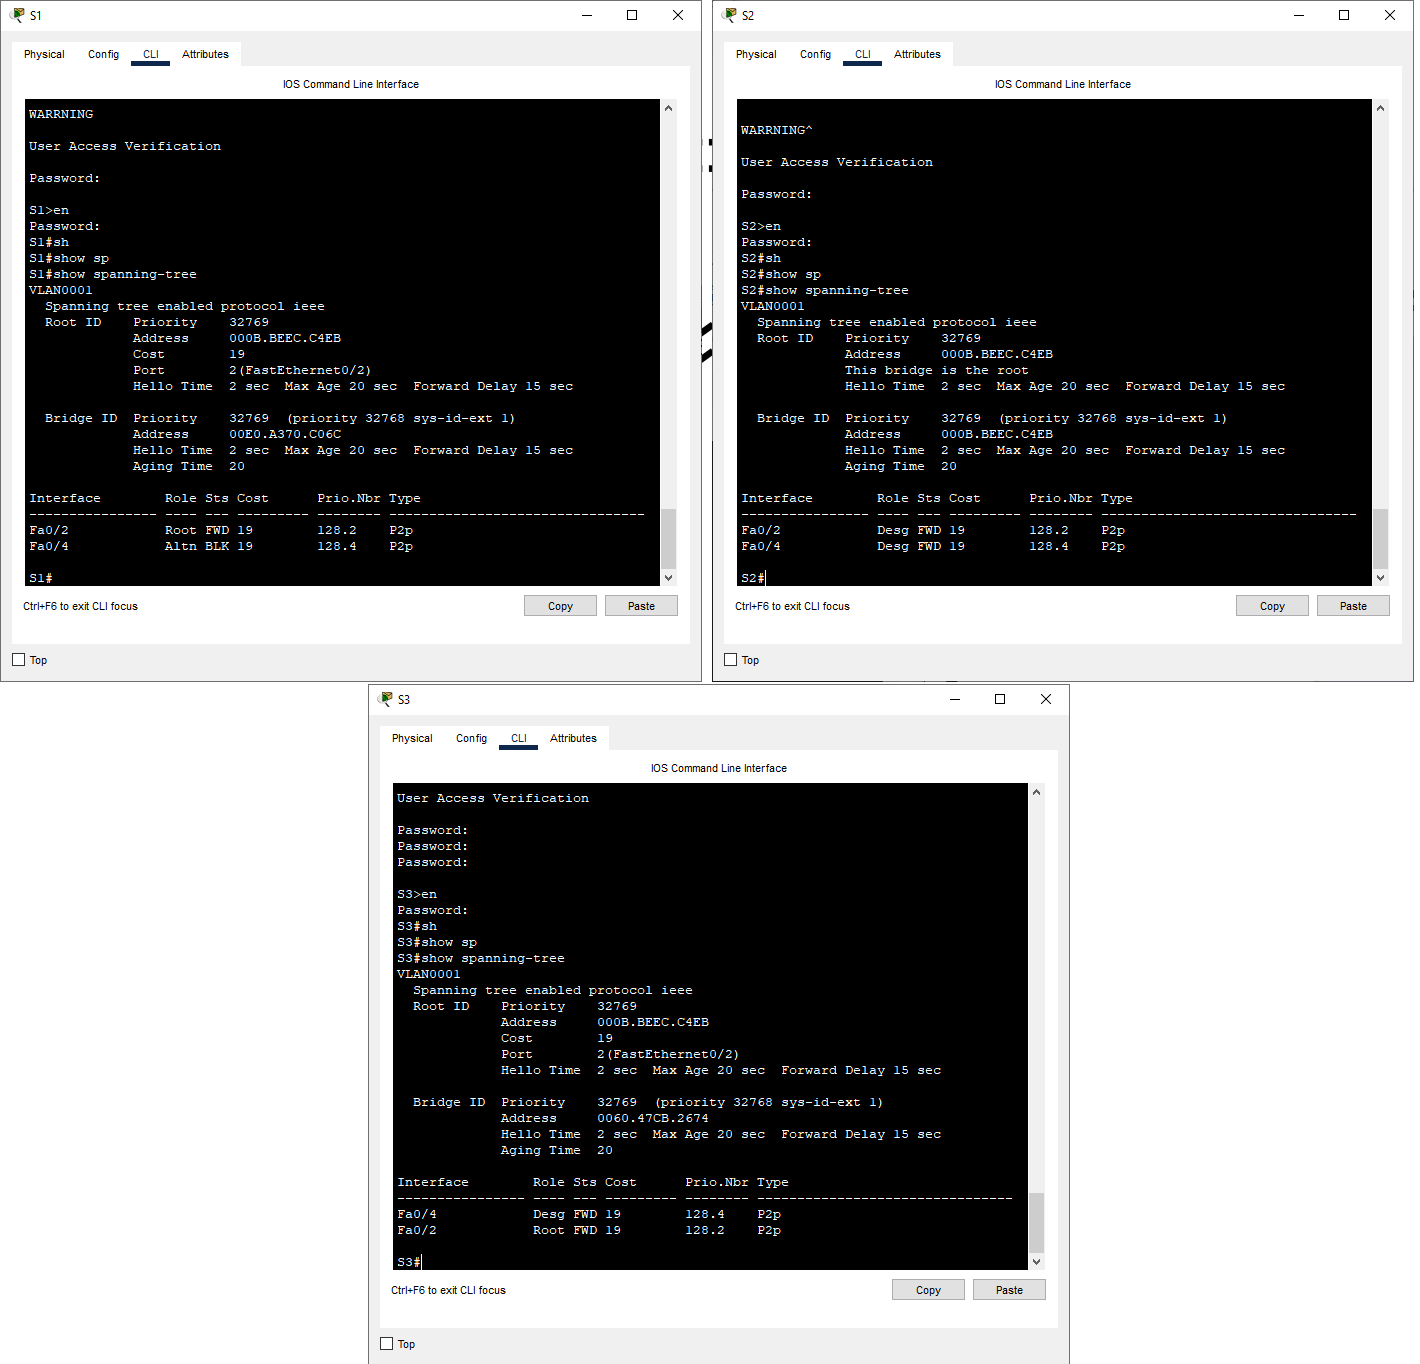 S1
Physical Config CLI Attributes
IOS Command Line Interface
WARRNING
User Access Verification
Password:
S1>en
Password:
S1#sh
S1#show sp
S1#show spanning-tree
VLAN0001
  Spanning tree enabled protocol ieee
  Root ID    Priority    32769
             Address     000B.BEEC.C4EB
             Cost        19
             Port        2(FastEthernet0/2)
             Hello Time  2 sec  Max Age 20 sec  Forward Delay 15 sec
  Bridge ID  Priority    32769  (priority 32768 sys-id-ext 1)
             Address     00E0.A370.C06C
             Hello Time  2 sec  Max Age 20 sec  Forward Delay 15 sec
             Aging Time  20
Interface        Role Sts Cost      Prio.Nbr Type
---------------- ---- --- --------- -------- --------------------------------
Fa0/2            Root FWD 19        128.2    P2p
Fa0/4            Altn BLK 19        128.4    P2p
S1#
Ctrl+F6 to exit CLI focus
Copy Paste
Top
S2
Physical Config CLI Attributes
IOS Command Line Interface
WARRNING^
User Access Verification
Password:
S2>en
Password:
S2#sh
S2#show sp
S2#show spanning-tree
VLAN0001
  Spanning tree enabled protocol ieee
  Root ID    Priority    32769
             Address     000B.BEEC.C4EB
             This bridge is the root
             Hello Time  2 sec  Max Age 20 sec  Forward Delay 15 sec
  Bridge ID  Priority    32769  (priority 32768 sys-id-ext 1)
             Address     000B.BEEC.C4EB
             Hello Time  2 sec  Max Age 20 sec  Forward Delay 15 sec
             Aging Time  20
Interface        Role Sts Cost      Prio.Nbr Type
---------------- ---- --- --------- -------- --------------------------------
Fa0/2            Desg FWD 19        128.2    P2p
Fa0/4            Desg FWD 19        128.4    P2p
S2#
Ctrl+F6 to exit CLI focus
Copy Paste
Top
S3
Physical Config CLI Attributes
IOS Command Line Interface
User Access Verification
Password:
Password:
Password:
S3>en
Password:
S3#sh
S3#show sp
S3#show spanning-tree
VLAN0001
  Spanning tree enabled protocol ieee
  Root ID    Priority    32769
             Address     000B.BEEC.C4EB
             Cost        19
             Port        2(FastEthernet0/2)
             Hello Time  2 sec  Max Age 20 sec  Forward Delay 15 sec
  Bridge ID  Priority    32769  (priority 32768 sys-id-ext 1)
             Address     0060.47CB.2674
             Hello Time  2 sec  Max Age 20 sec  Forward Delay 15 sec
             Aging Time  20
Interface        Role Sts Cost      Prio.Nbr Type
---------------- ---- --- --------- -------- --------------------------------
Fa0/4            Desg FWD 19        128.4    P2p
Fa0/2            Root FWD 19        128.2    P2p
S3#
Ctrl+F6 to exit CLI focus
Copy Paste
Top